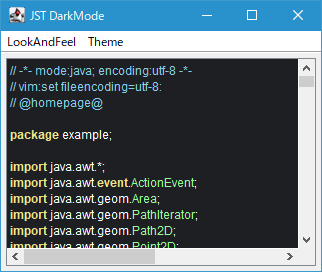 JST DarkMode
LookAndFeel Theme
// -*- mode:java; encoding:utf-8 -*-
// vim:set fileencoding=utf-8:
// @homepage@
package example;
import java.awt.*;
import java.awt.event.ActionEvent;
import java.awt.geom.Area;
import java.awt.geom.PathIterator;
import java.awt.geom.Path2D;
import java.awt.geom.Point2D;